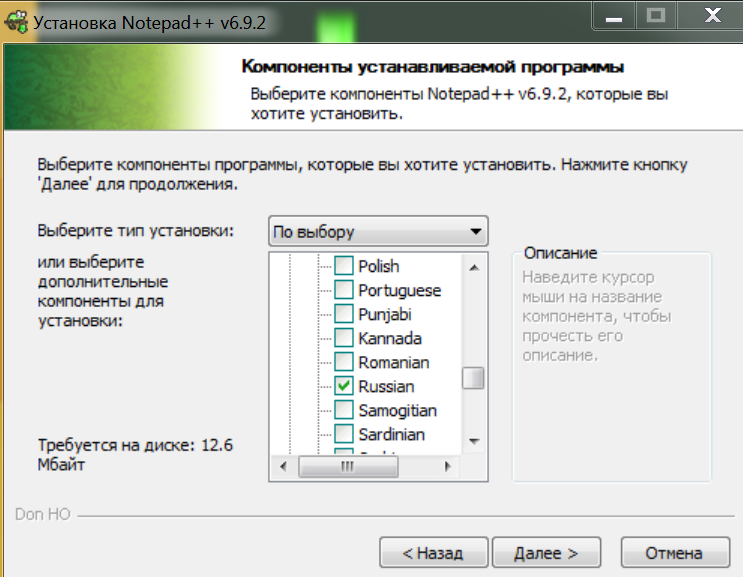 Установка Notepad++ v6.9.2
Компоненты устанавливаемой программы
Выберите компоненты Notepad++ v6.9.2, которые вы
хотите установить.
Выберите компоненты программы, которые вы хотите установить. Нажмите кнопку
'Далее' для продолжения.
Выберите тип установки:
По выбору
или выберите
дополнительные
компоненты для
установки:
Polish
Portuguese
Punjabi
Kannada
Romanian
Russian
Samogitian
Sardinian
Описание
Наведите курсор
мыши на название
компонента, чтобы
прочесть его
описание.
Требуется на диске: 12.6
Мбайт
Don HO
< Назад
Далее >
Отмена